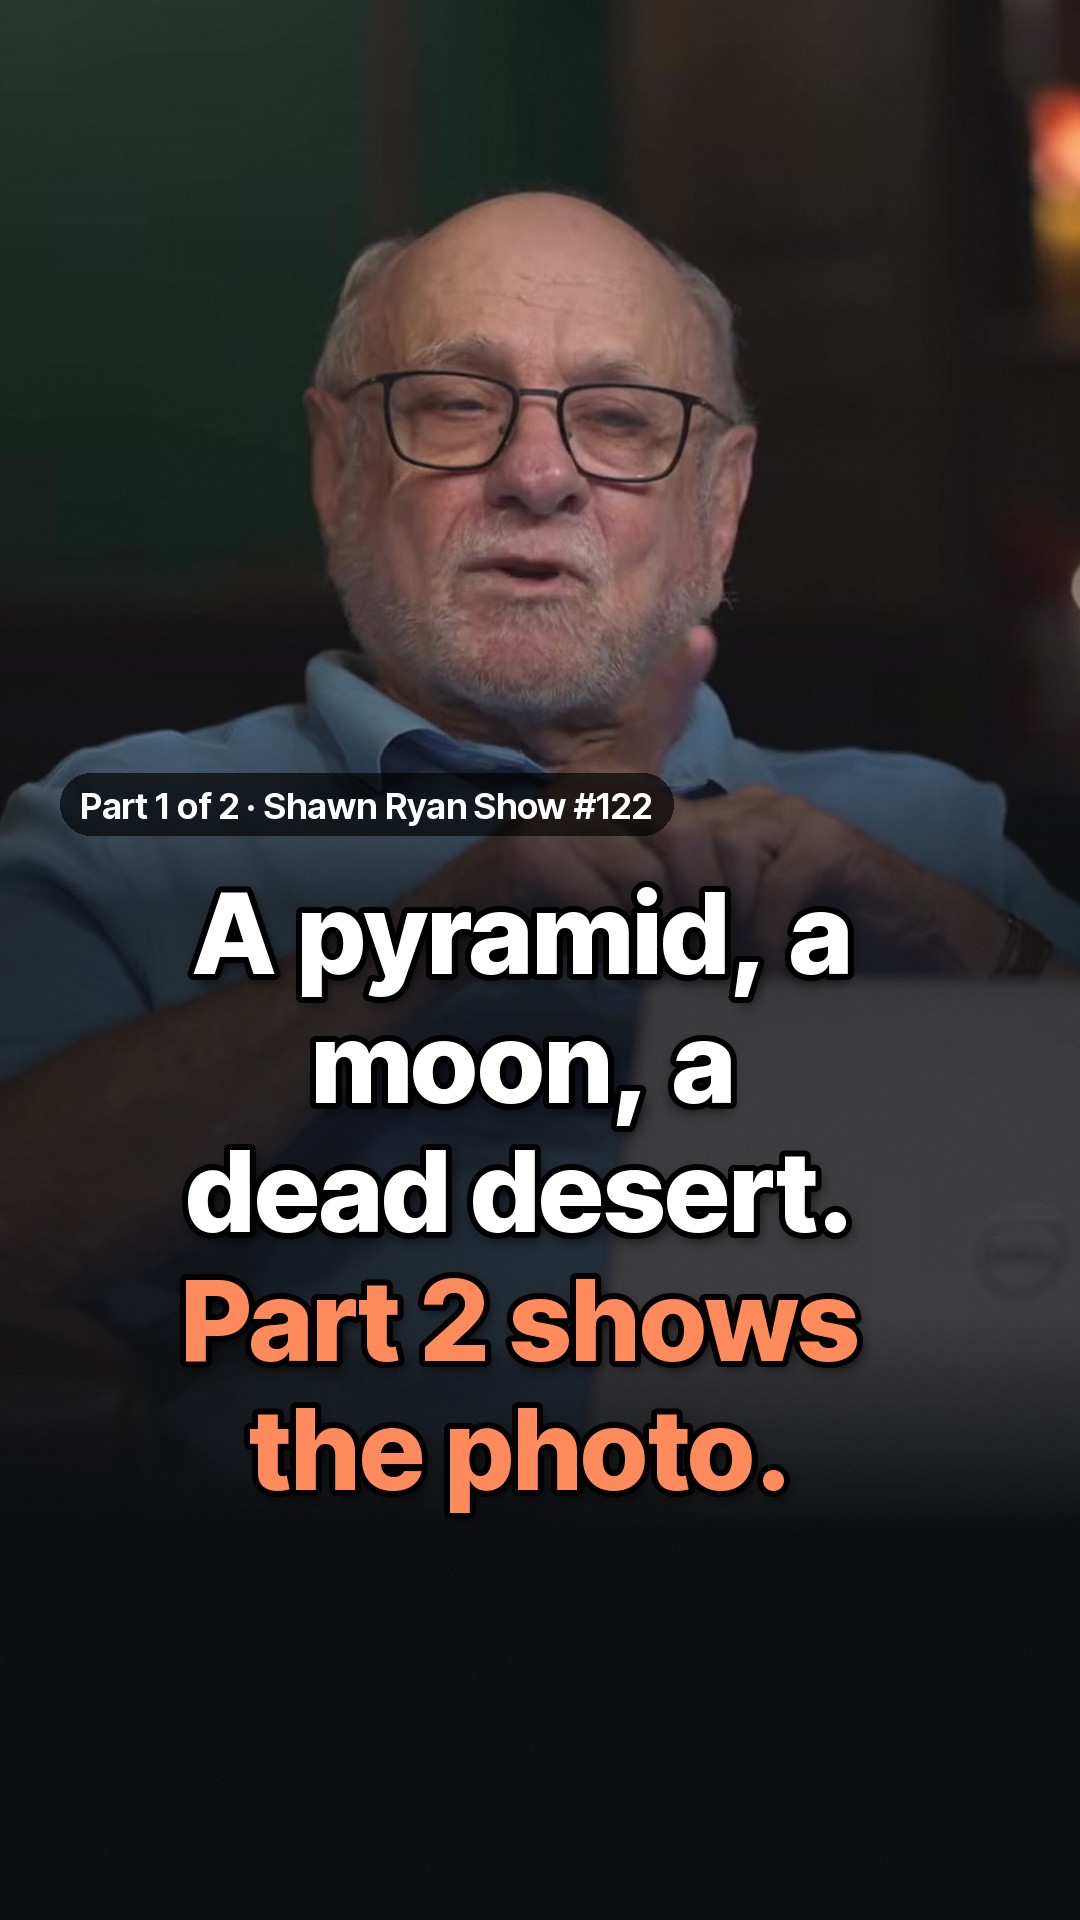 Part 1 of 2 · Shawn Ryan Show #122
A pyramid, a
moon, a
dead desert.
Part 2 shows
the photo.